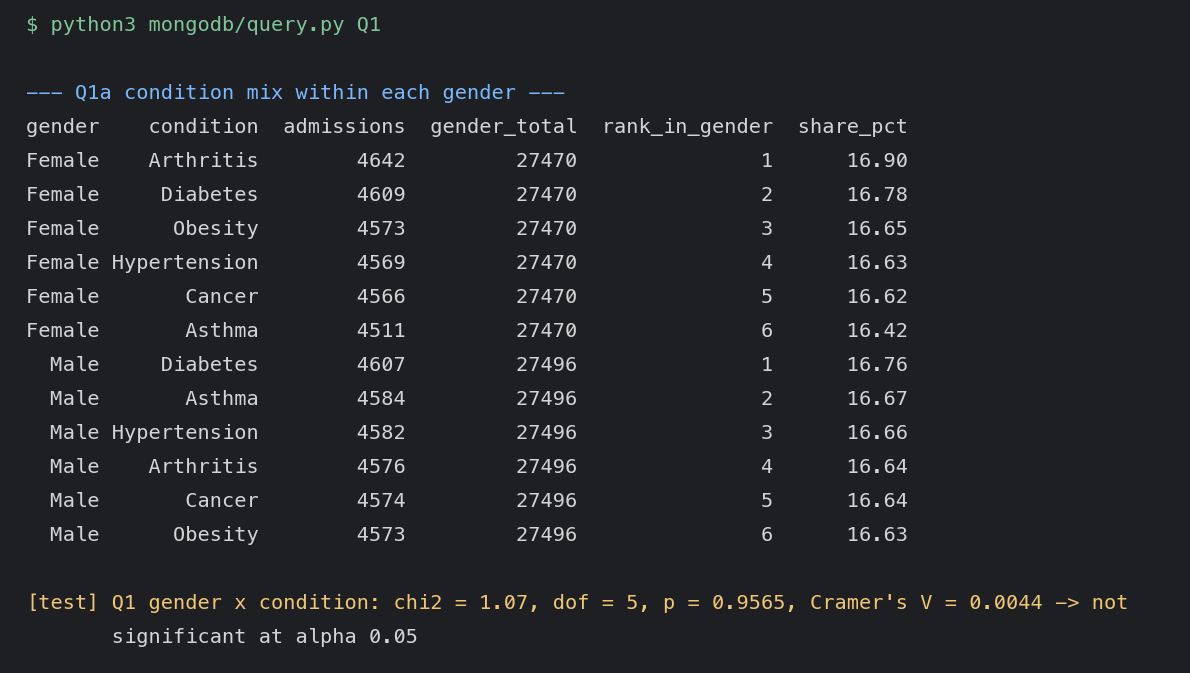 $ python3 mongodb/query.py Q1
--- Q1a condition mix within each gender ---
gender    condition  admissions  gender_total  rank_in_gender  share_pct
Female    Arthritis        4642         27470               1      16.90
Female     Diabetes        4609         27470               2      16.78
Female      Obesity        4573         27470               3      16.65
Female Hypertension        4569         27470               4      16.63
Female       Cancer        4566         27470               5      16.62
Female       Asthma        4511         27470               6      16.42
  Male     Diabetes        4607         27496               1      16.76
  Male       Asthma        4584         27496               2      16.67
  Male Hypertension        4582         27496               3      16.66
  Male    Arthritis        4576         27496               4      16.64
  Male       Cancer        4574         27496               5      16.64
  Male      Obesity        4573         27496               6      16.63
[test] Q1 gender x condition: chi2 = 1.07, dof = 5, p = 0.9565, Cramer's V = 0.0044 -> not
       significant at alpha 0.05